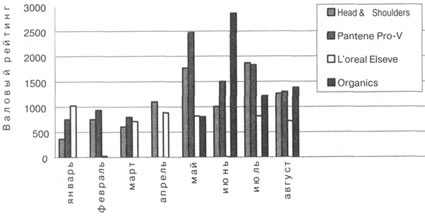 Валовый рейтинг
3000
2500
2000
1500
1000
500
0
январь
февраль
март
апрель
май
июнь
июль
август
Head & Shoulders
Pantene Pro-V
L'oreal Elseve
Organics